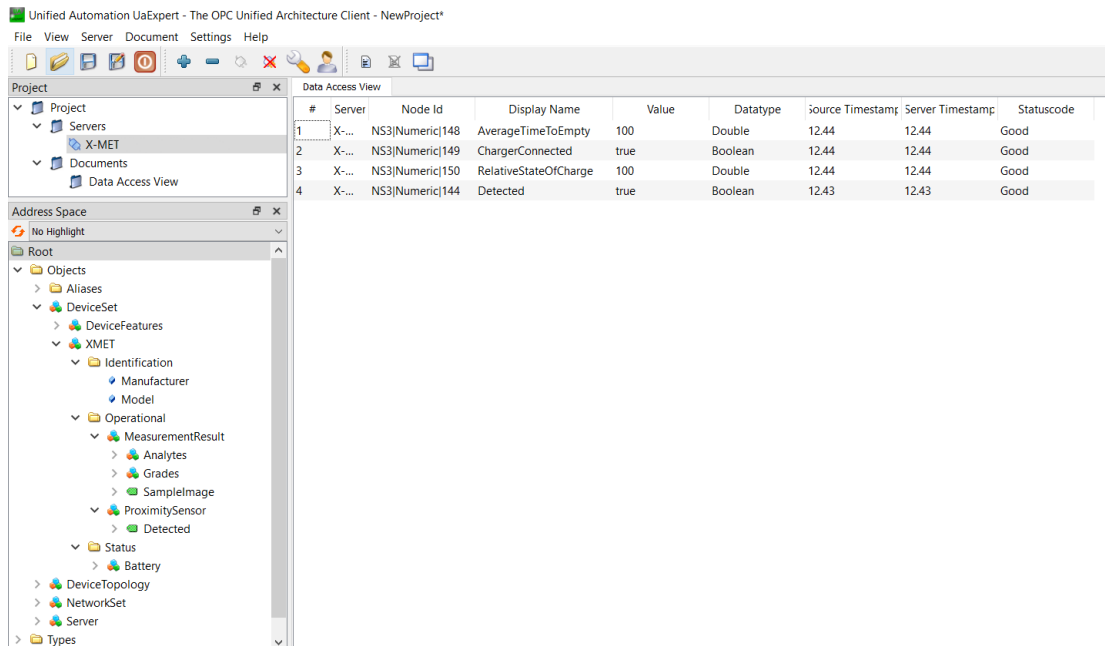 Unified Automation UaExpert - The OPC Unified Architecture Client - NewProject*
File View Server Document Settings Help
Project
Project
Servers
X-MET
Documents
Data Access View
Address Space
No Highlight
Root
Objects
Aliases
DeviceSet
DeviceFeatures
XMET
Identification
Manufacturer
Model
Operational
MeasurementResult
Analytes
Grades
SampleImage
ProximitySensor
Detected
Status
Battery
DeviceTopology
NetworkSet
Server
Types
Data Access View
# Server Node Id Display Name Value Datatype Source Timestamp Server Timestamp Statuscode
1 X-... NS3|Numeric|148 AverageTimeToEmpty 100 Double 12.44 12.44 Good
2 X-... NS3|Numeric|149 ChargerConnected true Boolean 12.44 12.44 Good
3 X-... NS3|Numeric|150 RelativeStateOfCharge 100 Double 12.44 12.44 Good
4 X-... NS3|Numeric|144 Detected true Boolean 12.43 12.43 Good